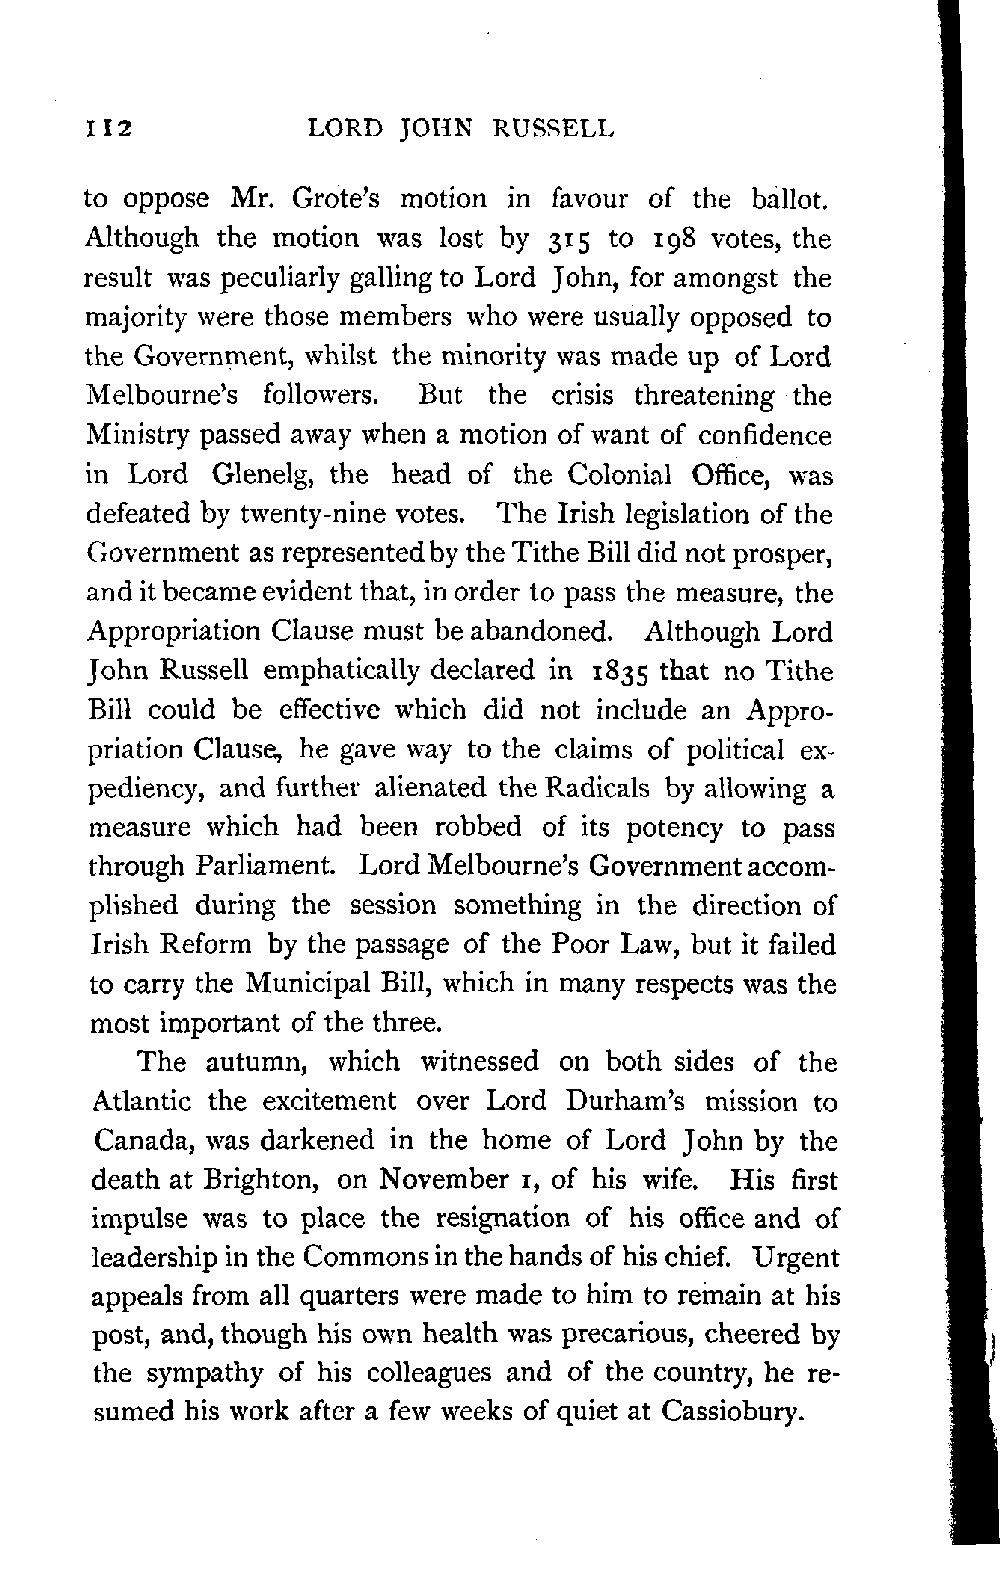 112 LORD JOHN RUSSELL
to oppose Mr. Grote's motion in favour of the ballot.
Although the motion was lost by 315 to 198 votes, the
result was peculiarly galling to Lord John, for amongst the
majority were those members who were usually opposed to
the Government, whilst the minority was made up of Lord
Melbourne's followers. But the crisis threatening the
Ministry passed away when a motion of want of confidence
in Lord Glenelg, the head of the Colonial Office, was
defeated by twenty-nine votes. The Irish legislation of the
Government as represented by the Tithe Bill did not prosper,
and it became evident that, in order to pass the measure, the
Appropriation Clause must be abandoned. Although Lord
John Russell emphatically declared in 1835 that no Tithe
Bill could be effective which did not include an Appro-
priation Clause, he gave way to the claims of political ex-
pediency, and further alienated the Radicals by allowing a
measure which had been robbed of its potency to pass
through Parliament. Lord Melbourne's Government accom-
plished during the session something in the direction of
Irish Reform by the passage of the Poor Law, but it failed
to carry the Municipal Bill, which in many respects was the
most important of the three.
The autumn, which witnessed on both sides of the
Atlantic the excitement over Lord Durham's mission to
Canada, was darkened in the home of Lord John by the
death at Brighton, on November 1, of his wife. His first
impulse was to place the resignation of his office and of
leadership in the Commons in the hands of his chief. Urgent
appeals from all quarters were made to him to remain at his
post, and, though his own health was precarious, cheered by
the sympathy of his colleagues and of the country, he re-
sumed his work after a few weeks of quiet at Cassiobury.